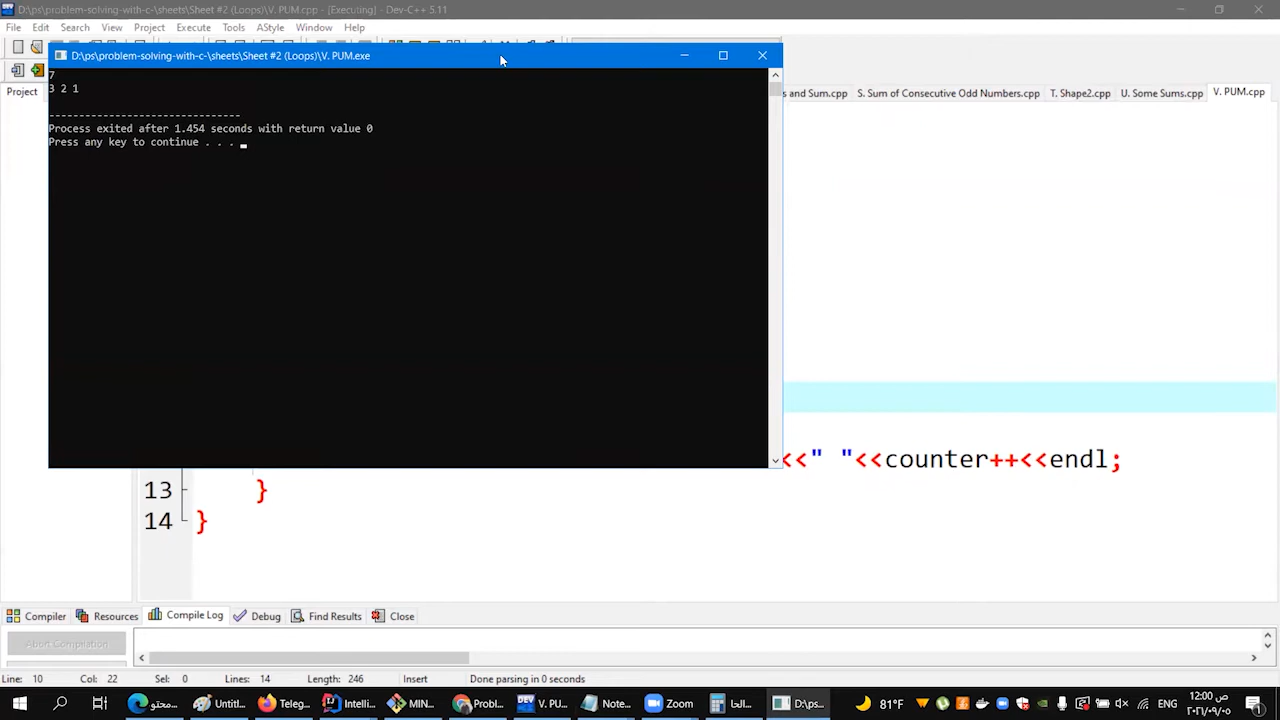 D:\ps\problem-solving-with-c-\sheets\Sheet #2 (Loops)\V. PUM.cpp - [Executing] - Dev-C++ 5.11
File Edit Search View Project Execute Tools AStyle Window Help
D:\ps\problem-solving-with-c-\sheets\Sheet #2 (Loops)\V. PUM.exe
7
3 2 1
--------------------------------
Process exited after 1.454 seconds with return value 0
Press any key to continue . . .
Project
s and Sum.cpp S. Sum of Consecutive Odd Numbers.cpp T. Shape2.cpp U. Some Sums.cpp V. PUM.cpp
<<" "<<counter++<<endl;
13 }
14 }
Compiler Resources Compile Log Debug Find Results Close
Abort Compilation
Line: 10 Col: 22 Sel: 0 Lines: 14 Length: 246 Insert Done parsing in 0 seconds
محتو... Untitl... Teleg... Intelli... MIN... Probl... V. PU... Note... Zoom الحا... D:\ps... 81°F ENG 12:00 ص
٢٠٢١/٠٩/٠٥